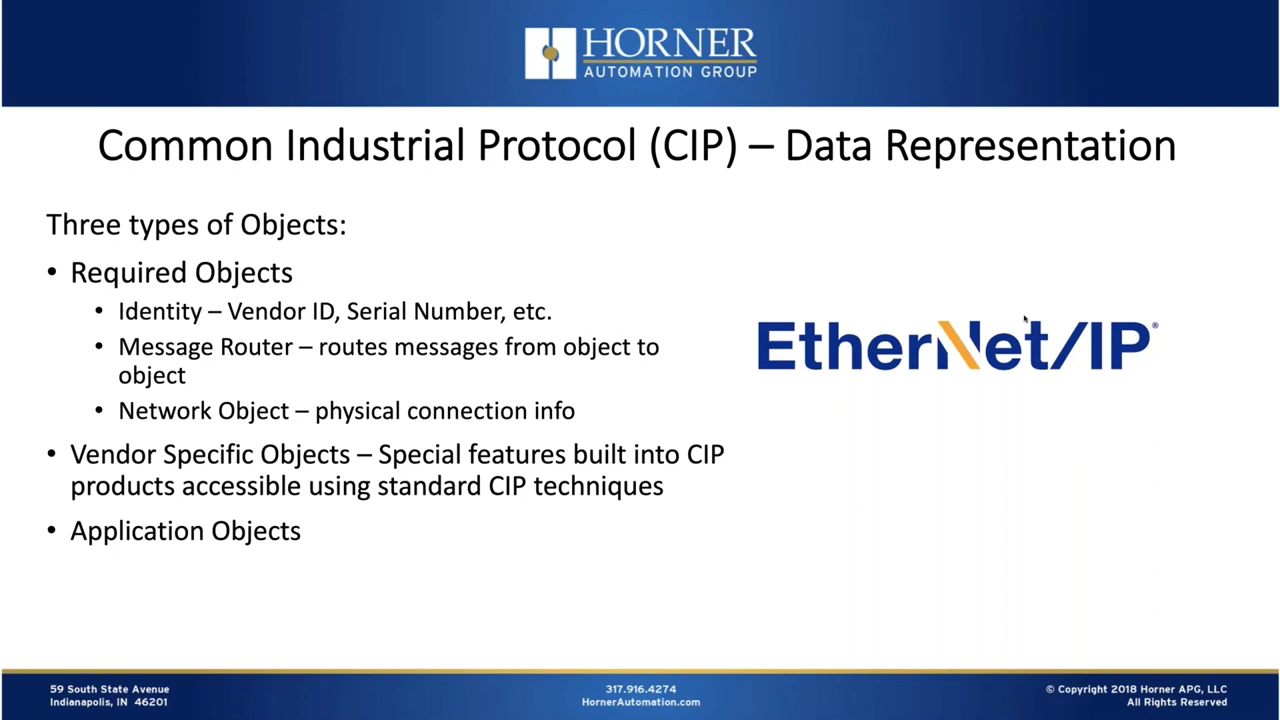 HORNER
AUTOMATION GROUP
Common Industrial Protocol (CIP) – Data Representation
Three types of Objects:
• Required Objects
• Identity – Vendor ID, Serial Number, etc.
• Message Router – routes messages from object to
object
• Network Object – physical connection info
• Vendor Specific Objects – Special features built into CIP
products accessible using standard CIP techniques
• Application Objects
EtherNet/IP®
59 South State Avenue
Indianapolis, IN 46201
317.916.4274
HornerAutomation.com
© Copyright 2018 Horner APG, LLC
All Rights Reserved